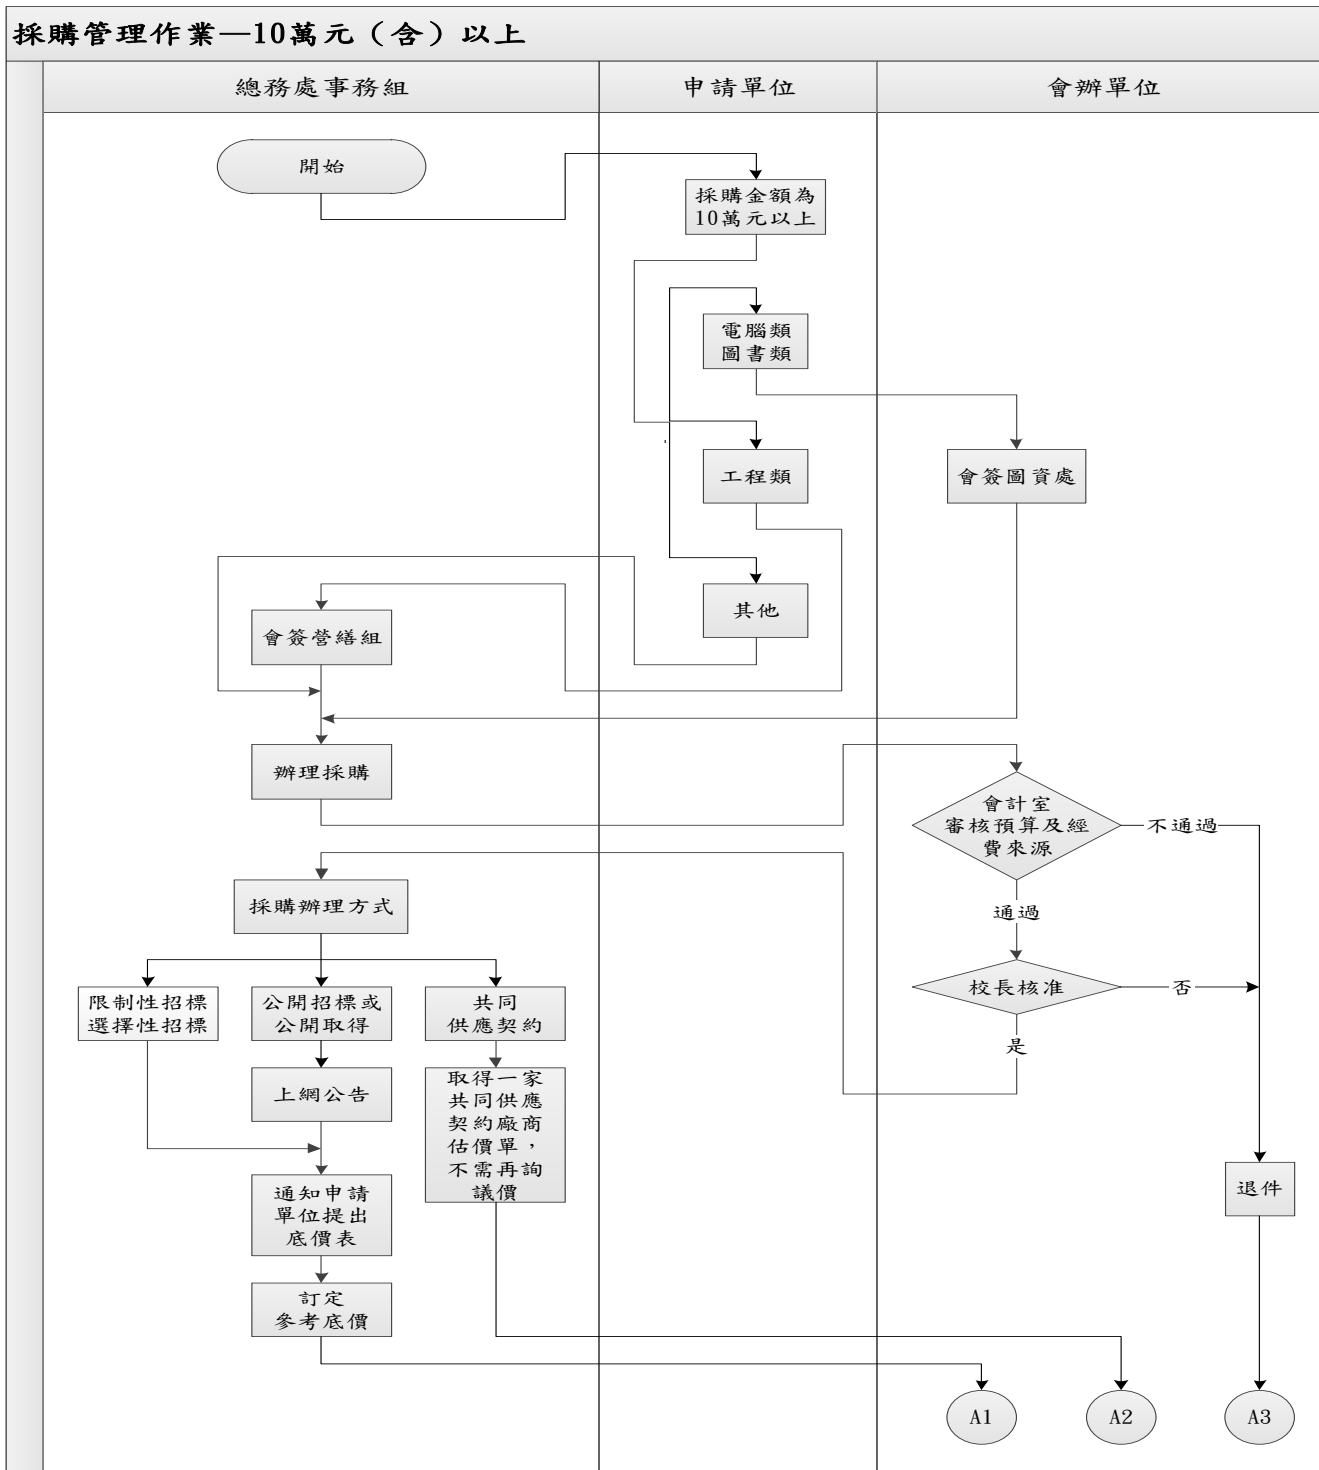 採購管理作業—10萬元（含）以上
總務處事務組
申請單位
會辦單位
開始
採購金額為
10萬元以上
電腦類
圖書類
工程類
會簽圖資處
其他
會簽營繕組
辦理採購
會計室
審核預算及經
費來源
不通過
通過
採購辦理方式
校長核准
否
是
限制性招標
選擇性招標
公開招標或
公開取得
共同
供應契約
上網公告
取得一家
共同供應
契約廠商
估價單，
不需再詢
議價
通知申請
單位提出
底價表
退件
訂定
參考底價
A1
A2
A3